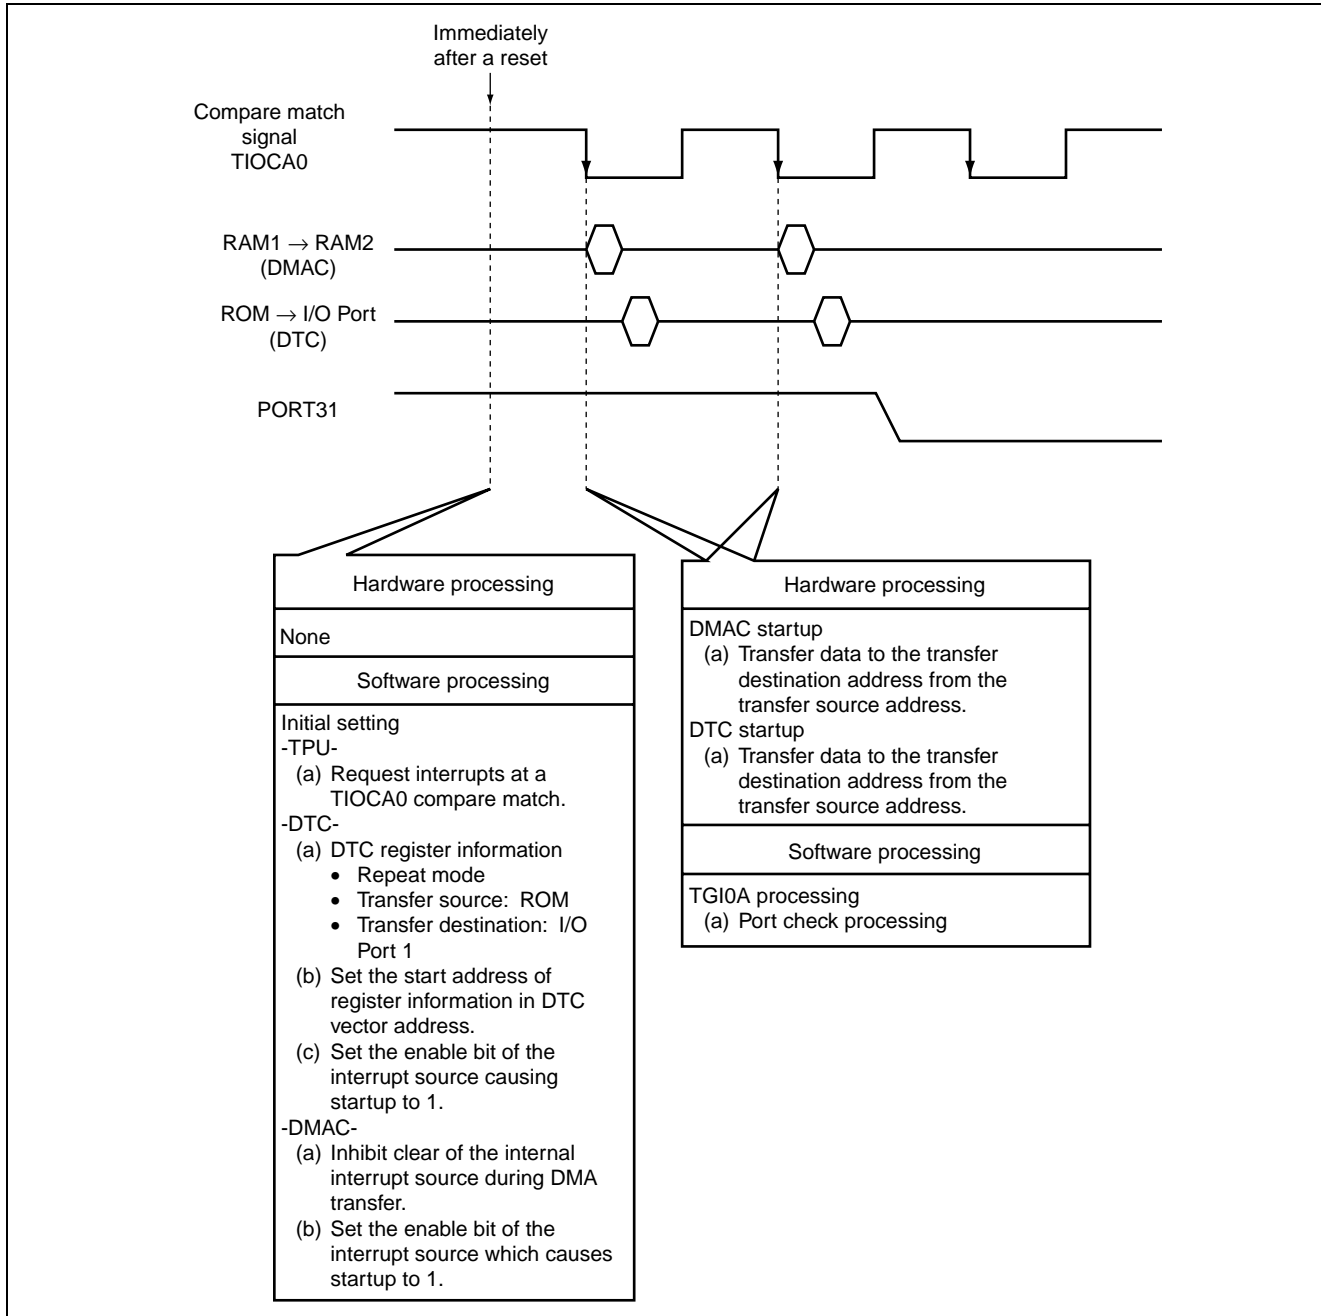 Immediately
after a reset
Compare match
signal
TIOCA0
RAM1 → RAM2
(DMAC)
ROM → I/O Port
(DTC)
PORT31
Hardware processing
None
Software processing
Initial setting
-TPU-
(a) Request interrupts at a
TIOCA0 compare match.
-DTC-
(a) DTC register information
• Repeat mode
• Transfer source: ROM
• Transfer destination: I/O
Port 1
(b) Set the start address of
register information in DTC
vector address.
(c) Set the enable bit of the
interrupt source causing
startup to 1.
-DMAC-
(a) Inhibit clear of the internal
interrupt source during DMA
transfer.
(b) Set the enable bit of the
interrupt source which causes
startup to 1.
Hardware processing
DMAC startup
(a) Transfer data to the transfer
destination address from the
transfer source address.
DTC startup
(a) Transfer data to the transfer
destination address from the
transfer source address.
Software processing
TGI0A processing
(a) Port check processing